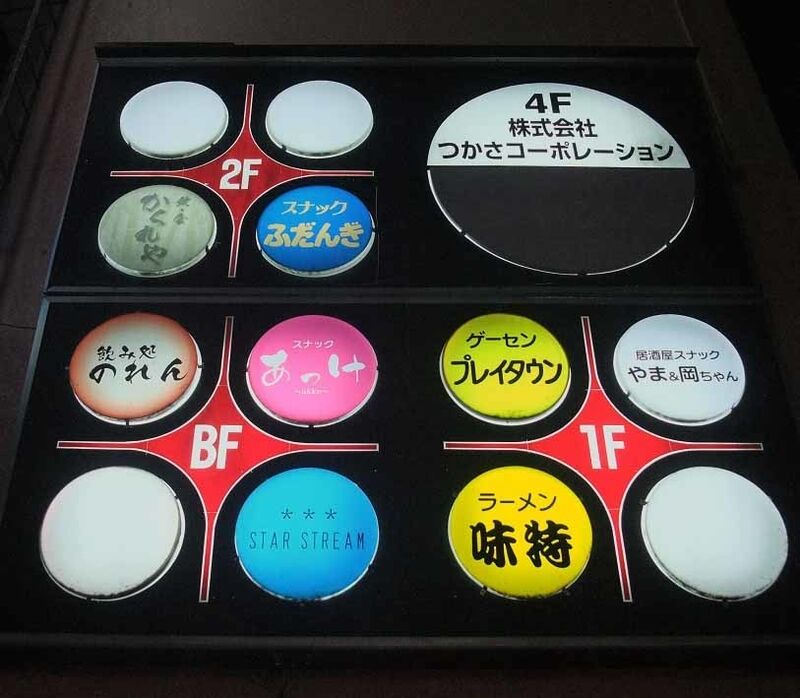 4F
株式会社
つかさコーポレーション
2F
かくれや
スナック
ふだんぎ
飲み処
のれん
スナック
あっけ
BF
***
STAR STREAM
ゲーセン
プレイタウン
居酒屋スナック
やま&岡ちゃん
1F
ラーメン
味特